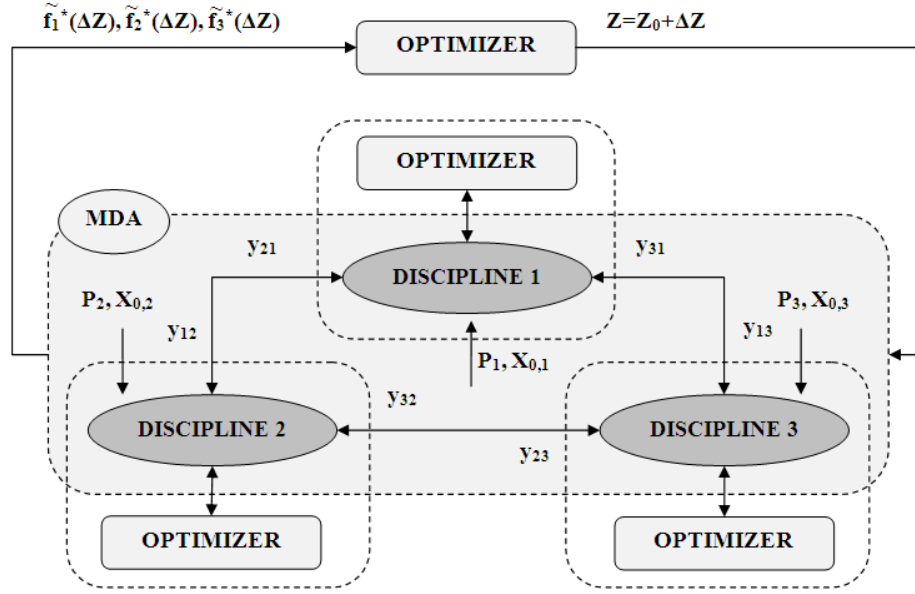 f̃₁*(ΔZ), f̃₂*(ΔZ), f̃₃*(ΔZ)
OPTIMIZER
Z=Z₀+ΔZ
OPTIMIZER
MDA
y₂₁
y₃₁
DISCIPLINE 1
P₂, X₀,₂
P₃, X₀,₃
y₁₂
y₁₃
P₁, X₀,₁
y₃₂
DISCIPLINE 2
DISCIPLINE 3
y₂₃
OPTIMIZER
OPTIMIZER